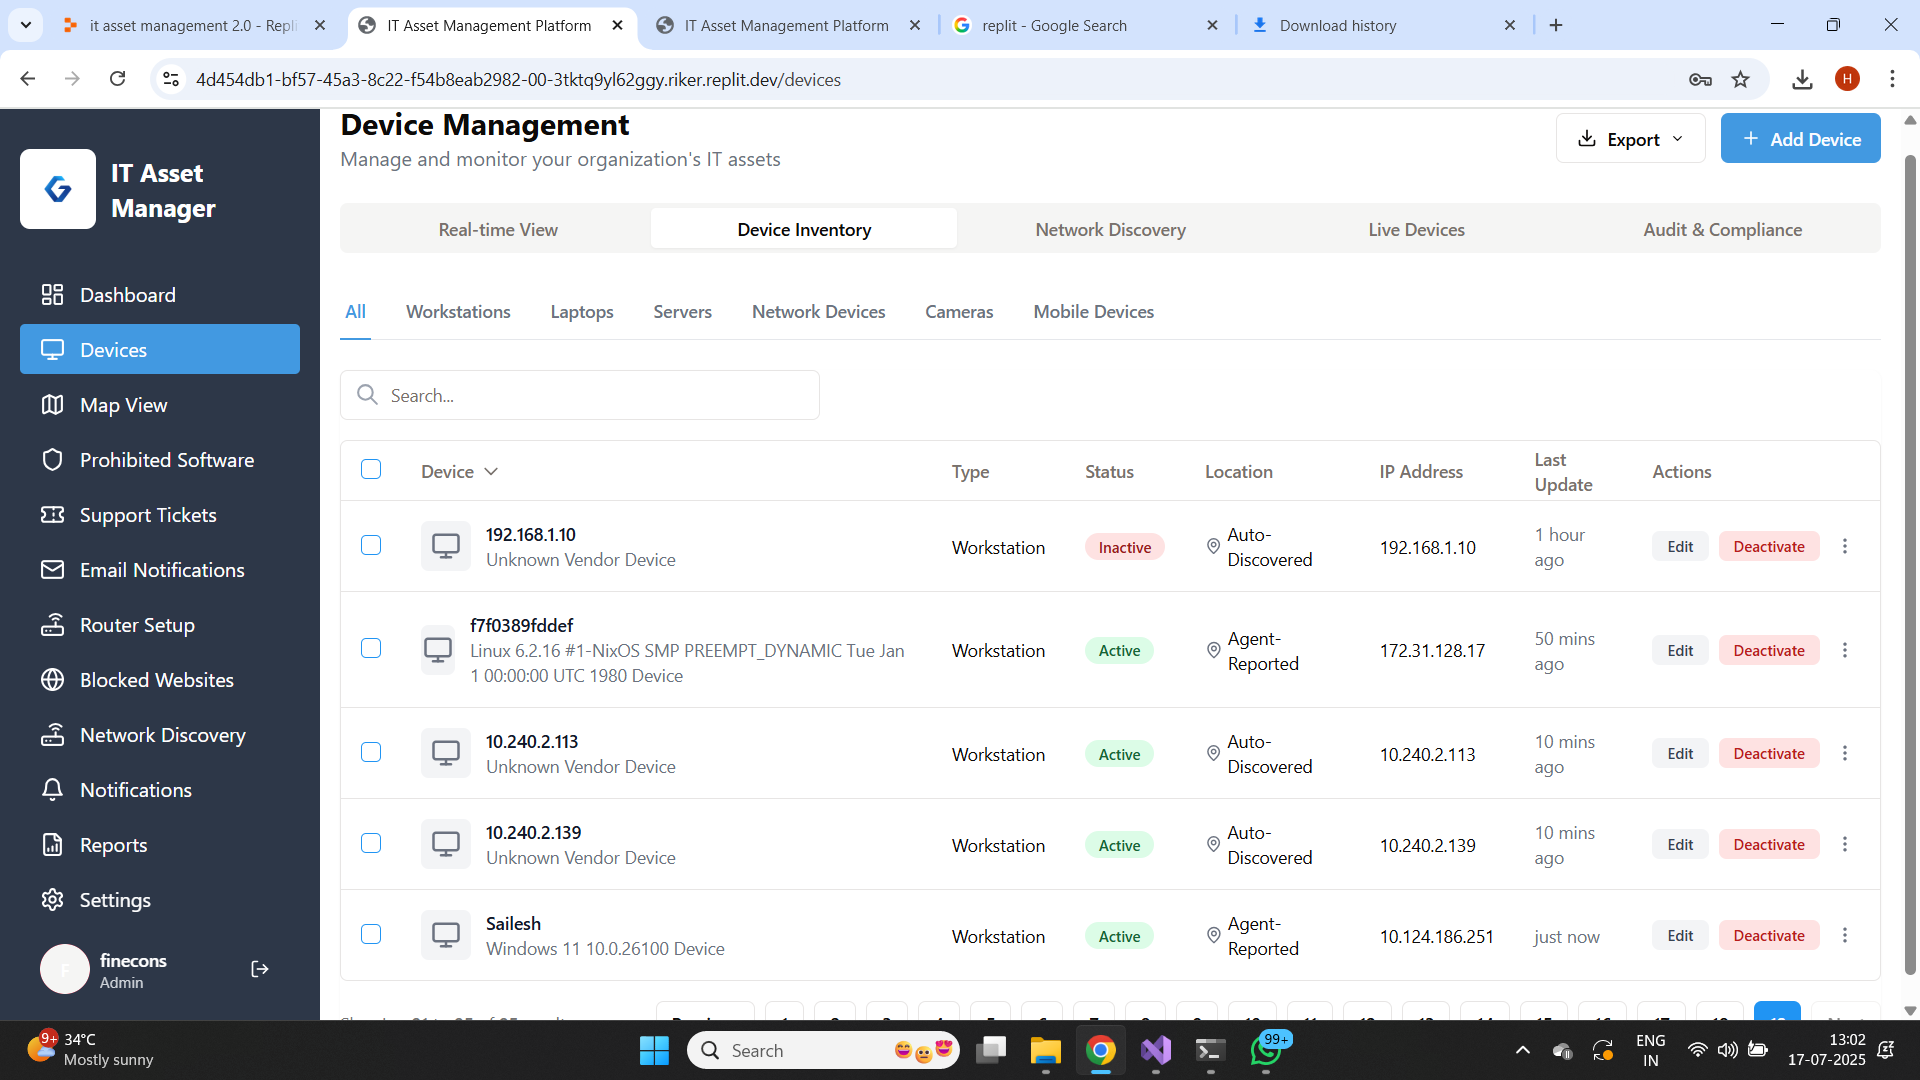 it asset management 2.0 - Repli
IT Asset Management Platform
IT Asset Management Platform
replit - Google Search
Download history
4d454db1-bf57-45a3-8c22-f54b8eab2982-00-3tktq9yl62ggy.riker.replit.dev/devices
H
IT Asset
Manager
Dashboard
Devices
Map View
Prohibited Software
Support Tickets
Email Notifications
Router Setup
Blocked Websites
Network Discovery
Notifications
Reports
Settings
F
finecons
Admin
Device Management
Manage and monitor your organization's IT assets
Export
Add Device
Real-time View
Device Inventory
Network Discovery
Live Devices
Audit & Compliance
All
Workstations
Laptops
Servers
Network Devices
Cameras
Mobile Devices
Search...
Device
Type
Status
Location
IP Address
Last
Update
Actions
192.168.1.10
Unknown Vendor Device
Workstation
Inactive
Auto-
Discovered
192.168.1.10
1 hour
ago
Edit
Deactivate
f7f0389fddef
Linux 6.2.16 #1-NixOS SMP PREEMPT_DYNAMIC Tue Jan
1 00:00:00 UTC 1980 Device
Workstation
Active
Agent-
Reported
172.31.128.17
50 mins
ago
Edit
Deactivate
10.240.2.113
Unknown Vendor Device
Workstation
Active
Auto-
Discovered
10.240.2.113
10 mins
ago
Edit
Deactivate
10.240.2.139
Unknown Vendor Device
Workstation
Active
Auto-
Discovered
10.240.2.139
10 mins
ago
Edit
Deactivate
Sailesh
Windows 11 10.0.26100 Device
Workstation
Active
Agent-
Reported
10.124.186.251
just now
Edit
Deactivate
9+
34°C
Mostly sunny
Search
99+
ENG
IN
13:02
17-07-2025